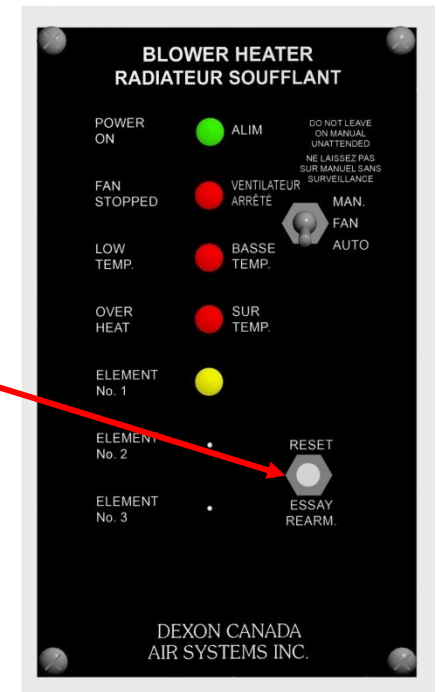 BLOWER HEATER
RADIATEUR SOUFFLANT
POWER
ON
ALIM
DO NOT LEAVE
ON MANUAL
UNATTENDED
NE LAISSEZ PAS
SUR MANUEL SANS
SURVEILLANCE
FAN
STOPPED
VENTILATEUR
ARRÊTÉ
MAN.
FAN
AUTO
LOW
TEMP.
BASSE
TEMP.
OVER
HEAT
SUR
TEMP.
ELEMENT
No. 1
ELEMENT
No. 2
RESET
ELEMENT
No. 3
ESSAY
REARM.
DEXON CANADA
AIR SYSTEMS INC.